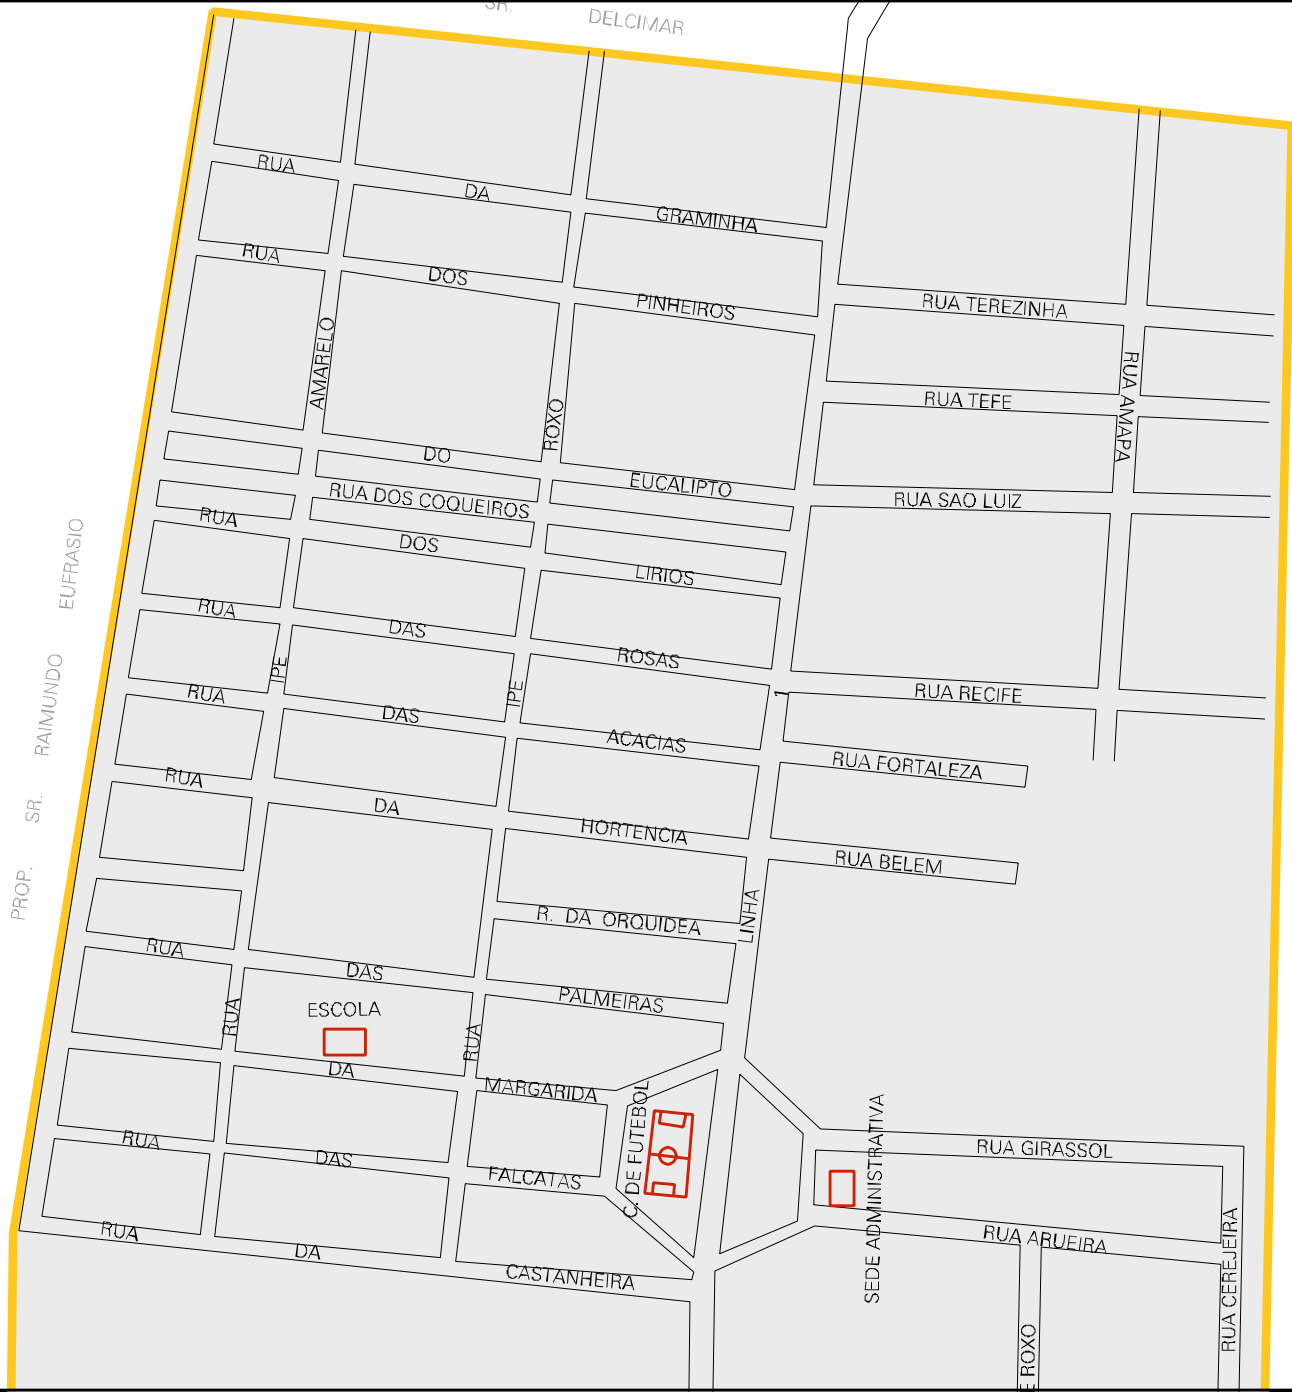 SR. DELCIMAR
RUA DA GRAMINHA
RUA DOS PINHEIROS
RUA TEREZINHA
RUA TEFE
RUA AMAPA
AMARELO
ROXO
DO EUCALIPTO
RUA SAO LUIZ
RUA DOS COQUEIROS
RUA DOS LIRIOS
RUA DAS ROSAS
IPE
IPE
1
RUA RECIFE
RUA DAS ACACIAS
RUA FORTALEZA
RUA DA HORTENCIA
RUA BELEM
LINHA
R. DA ORQUIDEA
RUA DAS PALMEIRAS
RUA
RUA
ESCOLA
DA MARGARIDA
C. DE FUTEBOL
SEDE ADMINISTRATIVA
RUA GIRASSOL
RUA DAS FALCATAS
RUA ARUEIRA
RUA CEREJEIRA
RUA DA CASTANHEIRA
E ROXO
PROP. SR. RAIMUNDO EUFRASIO